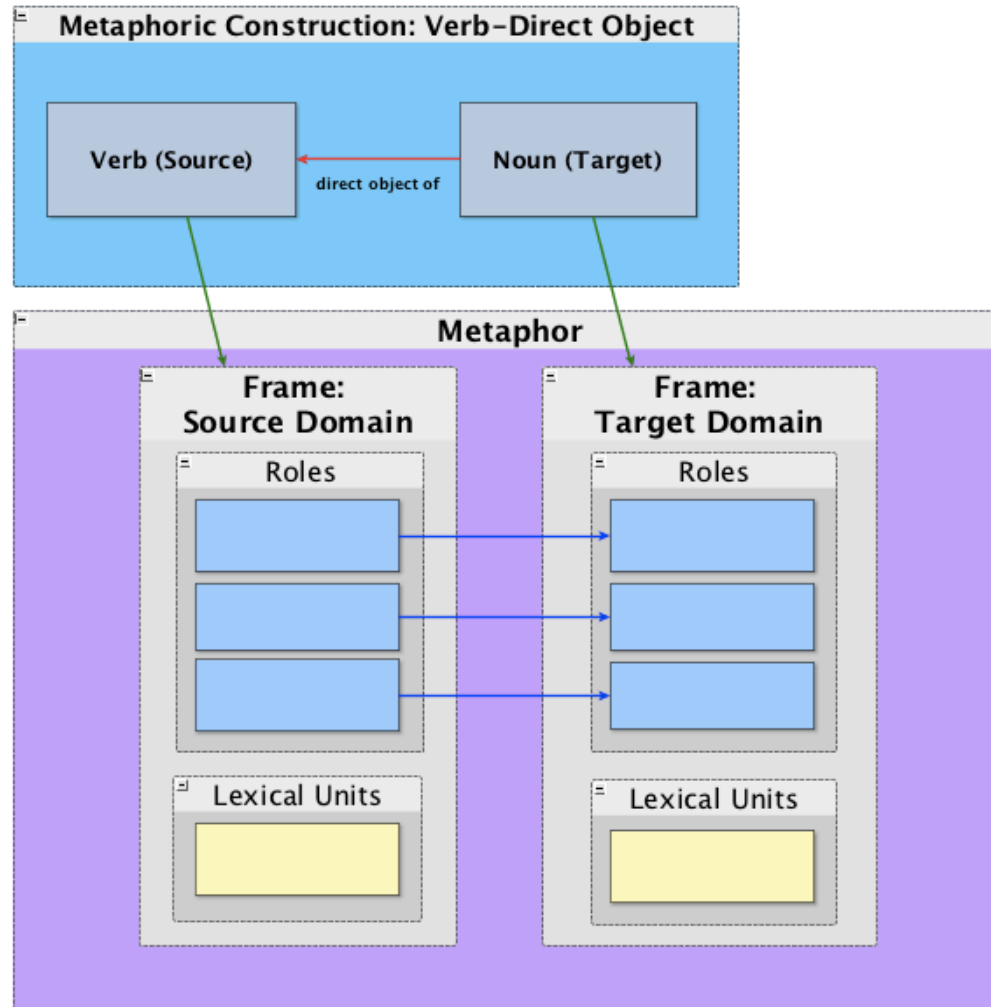 Metaphoric Construction: Verb-Direct Object
Verb (Source)
direct object of
Noun (Target)
Metaphor
Frame:
Source Domain
Roles
Lexical Units
Frame:
Target Domain
Roles
Lexical Units